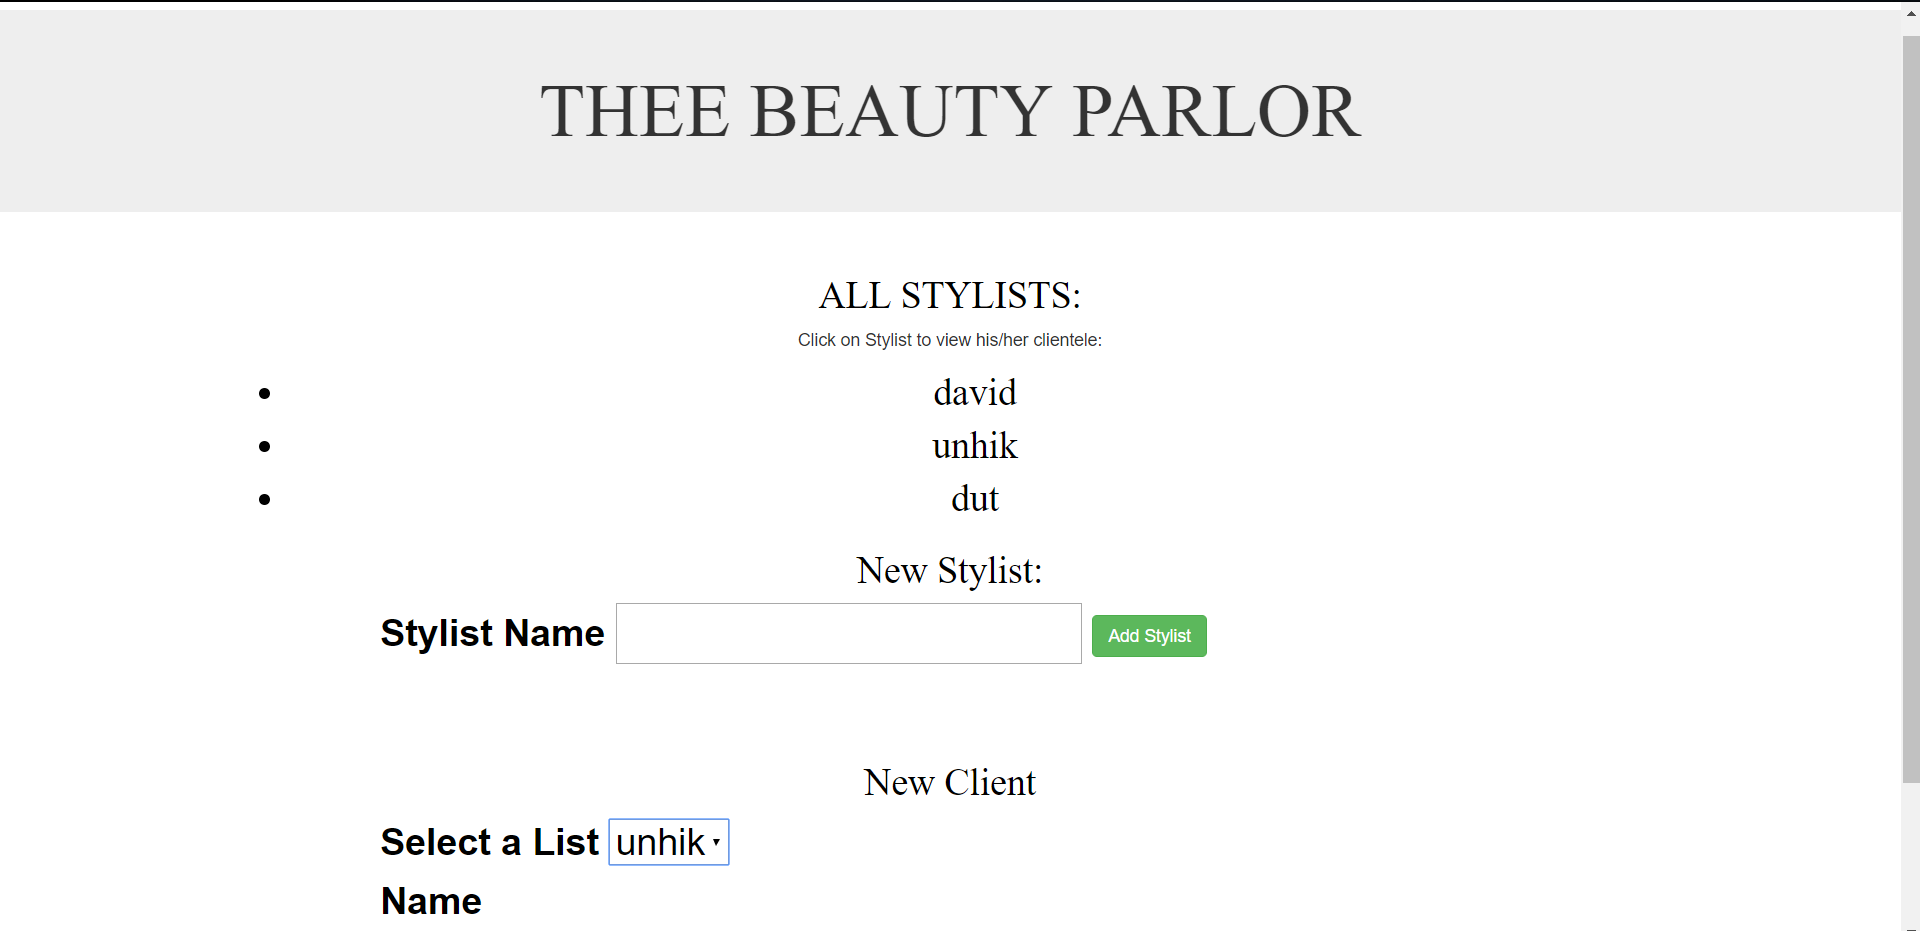 THEE BEAUTY PARLOR
ALL STYLISTS:
Click on Stylist to view his/her clientele:
david
unhik
dut
New Stylist:
Stylist Name Add Stylist
New Client
Select a List unhik
Name